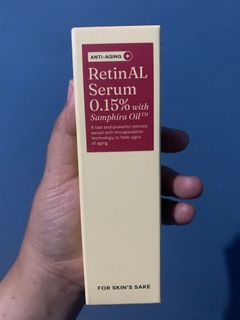 ANTI-AGING +
RetinAL
Serum
0.15% with
Samphira Oil™
A fast and powerful retinoid
serum with encapsulation
technology to fade signs
of aging.
FOR SKIN'S SAKE